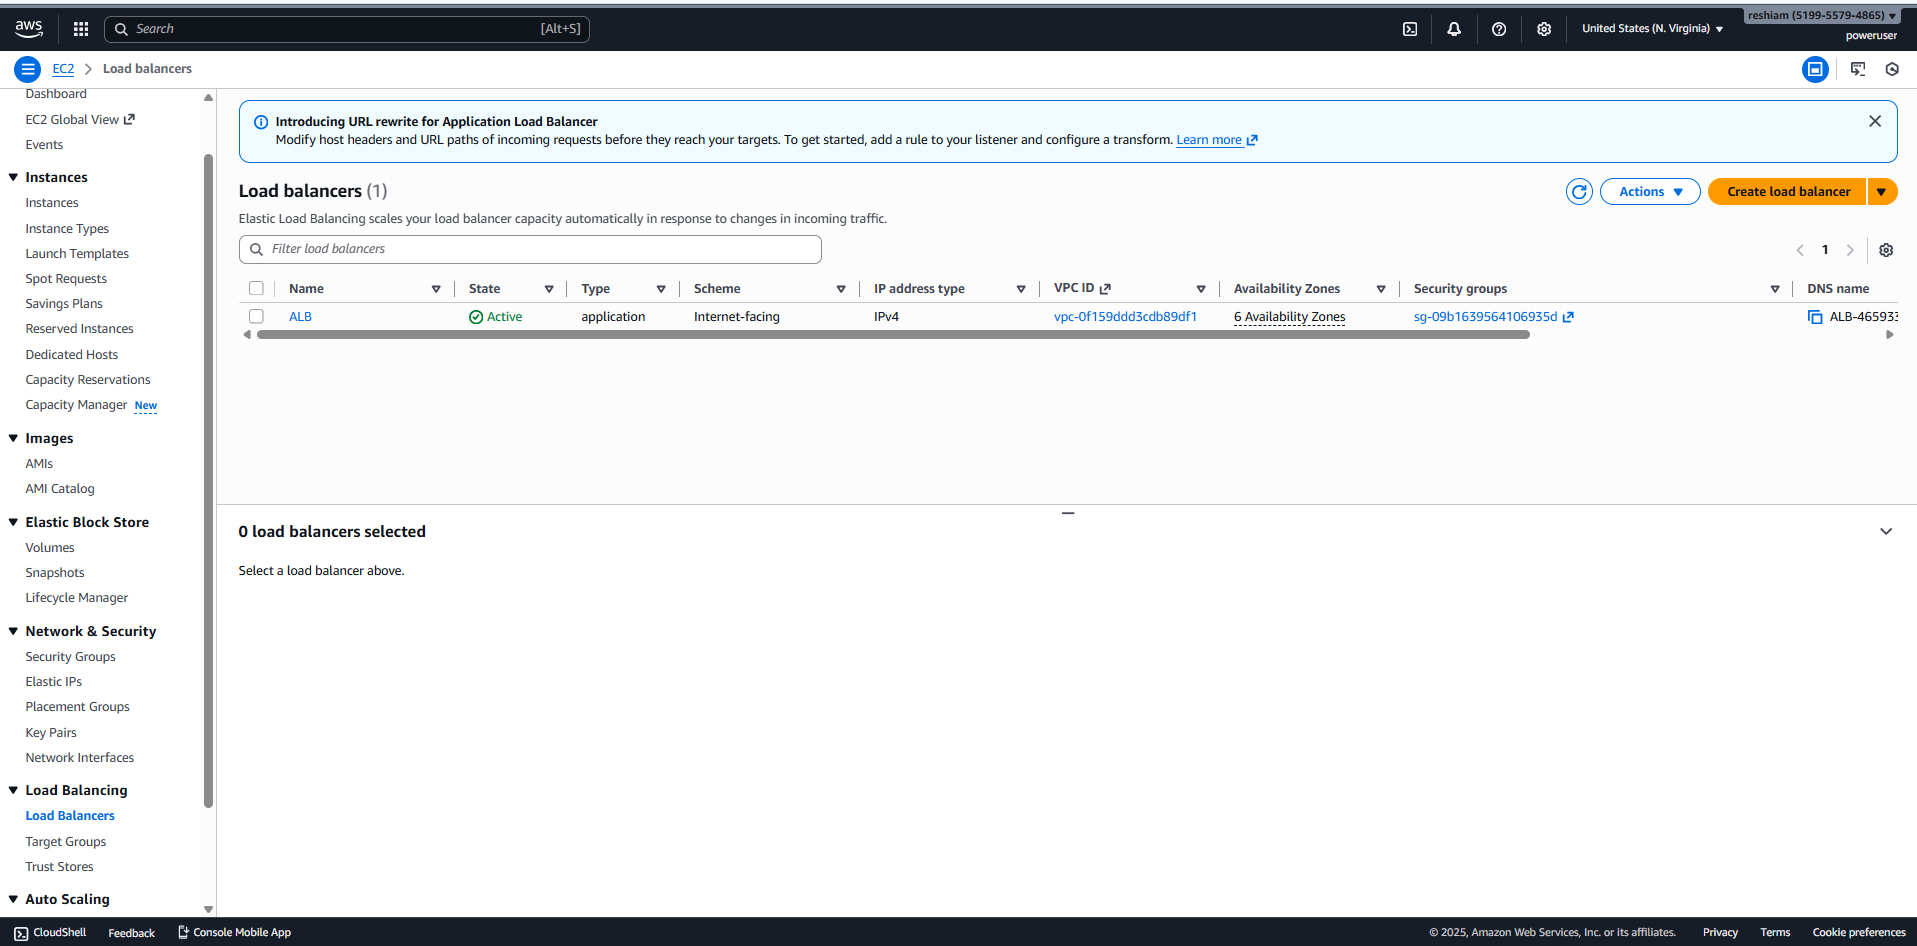 aws
Search [Alt+S]
United States (N. Virginia)
reshiam (5199-5579-4865)
poweruser
EC2 Load balancers
Dashboard
EC2 Global View
Events
Instances
Instances
Instance Types
Launch Templates
Spot Requests
Savings Plans
Reserved Instances
Dedicated Hosts
Capacity Reservations
Capacity Manager New
Images
AMIs
AMI Catalog
Elastic Block Store
Volumes
Snapshots
Lifecycle Manager
Network & Security
Security Groups
Elastic IPs
Placement Groups
Key Pairs
Network Interfaces
Load Balancing
Load Balancers
Target Groups
Trust Stores
Auto Scaling
Introducing URL rewrite for Application Load Balancer
Modify host headers and URL paths of incoming requests before they reach your targets. To get started, add a rule to your listener and configure a transform. Learn more
Load balancers (1)
Actions
Create load balancer
Elastic Load Balancing scales your load balancer capacity automatically in response to changes in incoming traffic.
Filter load balancers
1
Name State Type Scheme IP address type VPC ID Availability Zones Security groups DNS name
ALB Active application Internet-facing IPv4 vpc-0f159ddd3cdb89df1 6 Availability Zones sg-09b1639564106935d ALB-465933
0 load balancers selected
Select a load balancer above.
CloudShell Feedback Console Mobile App
© 2025, Amazon Web Services, Inc. or its affiliates. Privacy Terms Cookie preferences